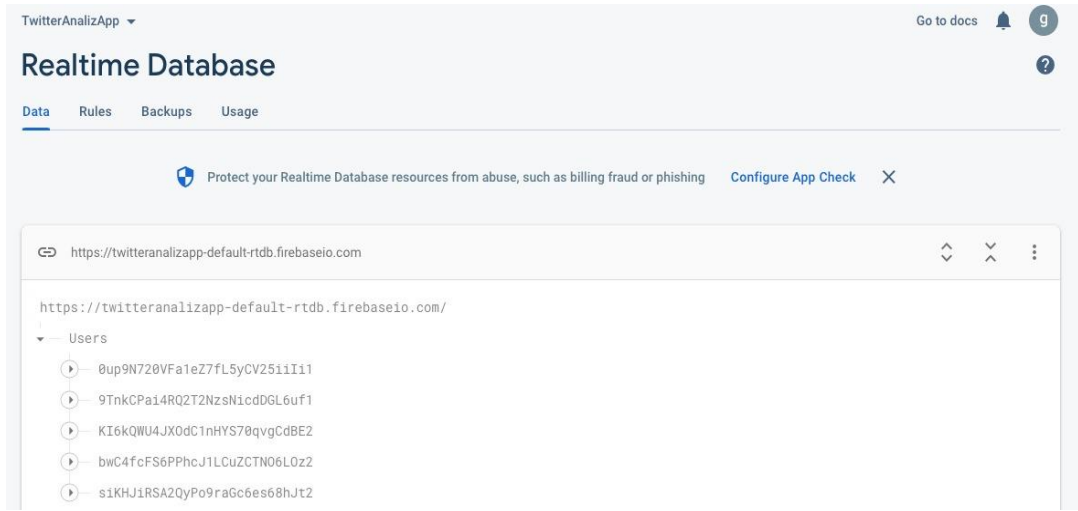 TwitterAnalizApp Go to docs g
Realtime Database
Data Rules Backups Usage
Protect your Realtime Database resources from abuse, such as billing fraud or phishing Configure App Check
https://twitteranalizapp-default-rtdb.firebaseio.com
https://twitteranalizapp-default-rtdb.firebaseio.com/
Users
0up9N720VFa1eZ7fL5yCV25iiIi1
9TnkCPai4RQ2T2NzsNicdDGL6uf1
KI6kQWU4JXOdC1nHYS70qvgCdBE2
bwC4fcFS6PPhcJ1LCuZCTNO6LOz2
siKHJiRSA2QyPo9raGc6es68hJt2